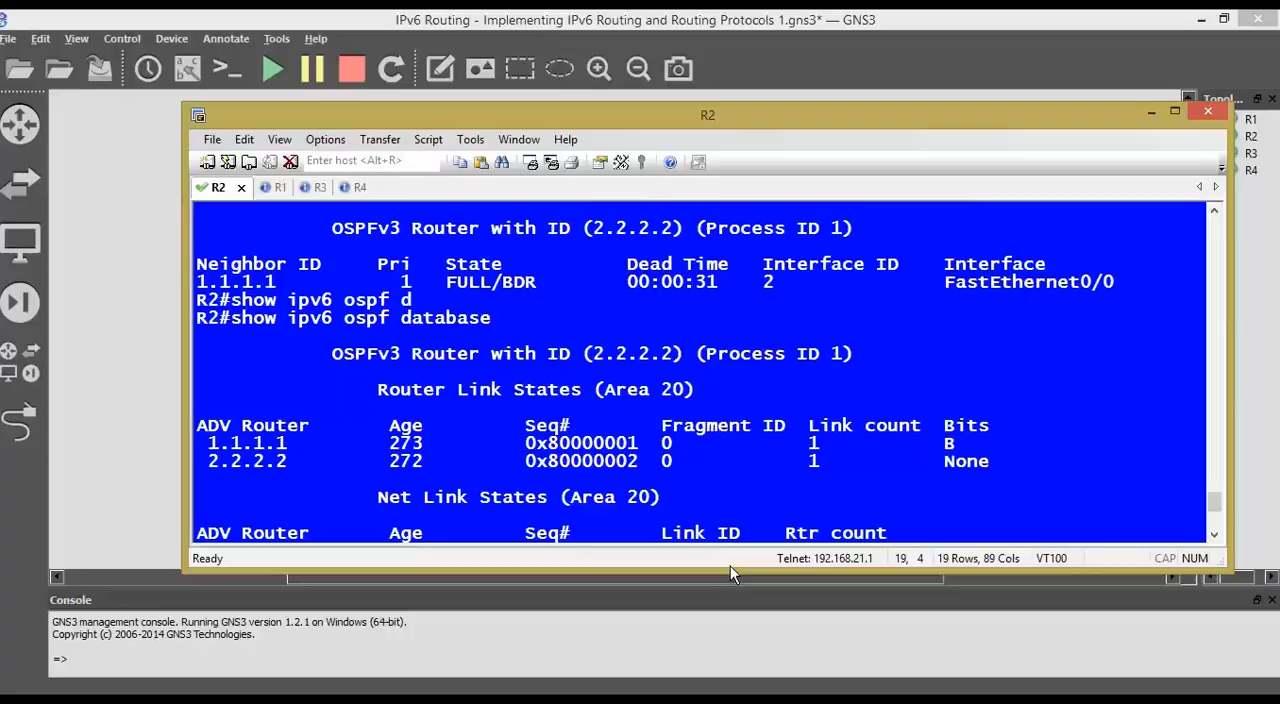 IPv6 Routing - Implementing IPv6 Routing and Routing Protocols 1.gns3* — GNS3
File Edit View Control Device Annotate Tools Help
Topol...
R1
R2
R3
R4
R2
File Edit View Options Transfer Script Tools Window Help
Enter host <Alt+R>
R2 R1 R3 R4
OSPFv3 Router with ID (2.2.2.2) (Process ID 1)
Neighbor ID Pri State Dead Time Interface ID Interface
1.1.1.1 1 FULL/BDR 00:00:31 2 FastEthernet0/0
R2#show ipv6 ospf d
R2#show ipv6 ospf database
OSPFv3 Router with ID (2.2.2.2) (Process ID 1)
Router Link States (Area 20)
ADV Router Age Seq# Fragment ID Link count Bits
1.1.1.1 273 0x80000001 0 1 B
2.2.2.2 272 0x80000002 0 1 None
Net Link States (Area 20)
ADV Router Age Seq# Link ID Rtr count
Ready Telnet: 192.168.21.1 19, 4 19 Rows, 89 Cols VT100 CAP NUM
Console
GNS3 management console. Running GNS3 version 1.2.1 on Windows (64-bit).
Copyright (c) 2006-2014 GNS3 Technologies.
=>